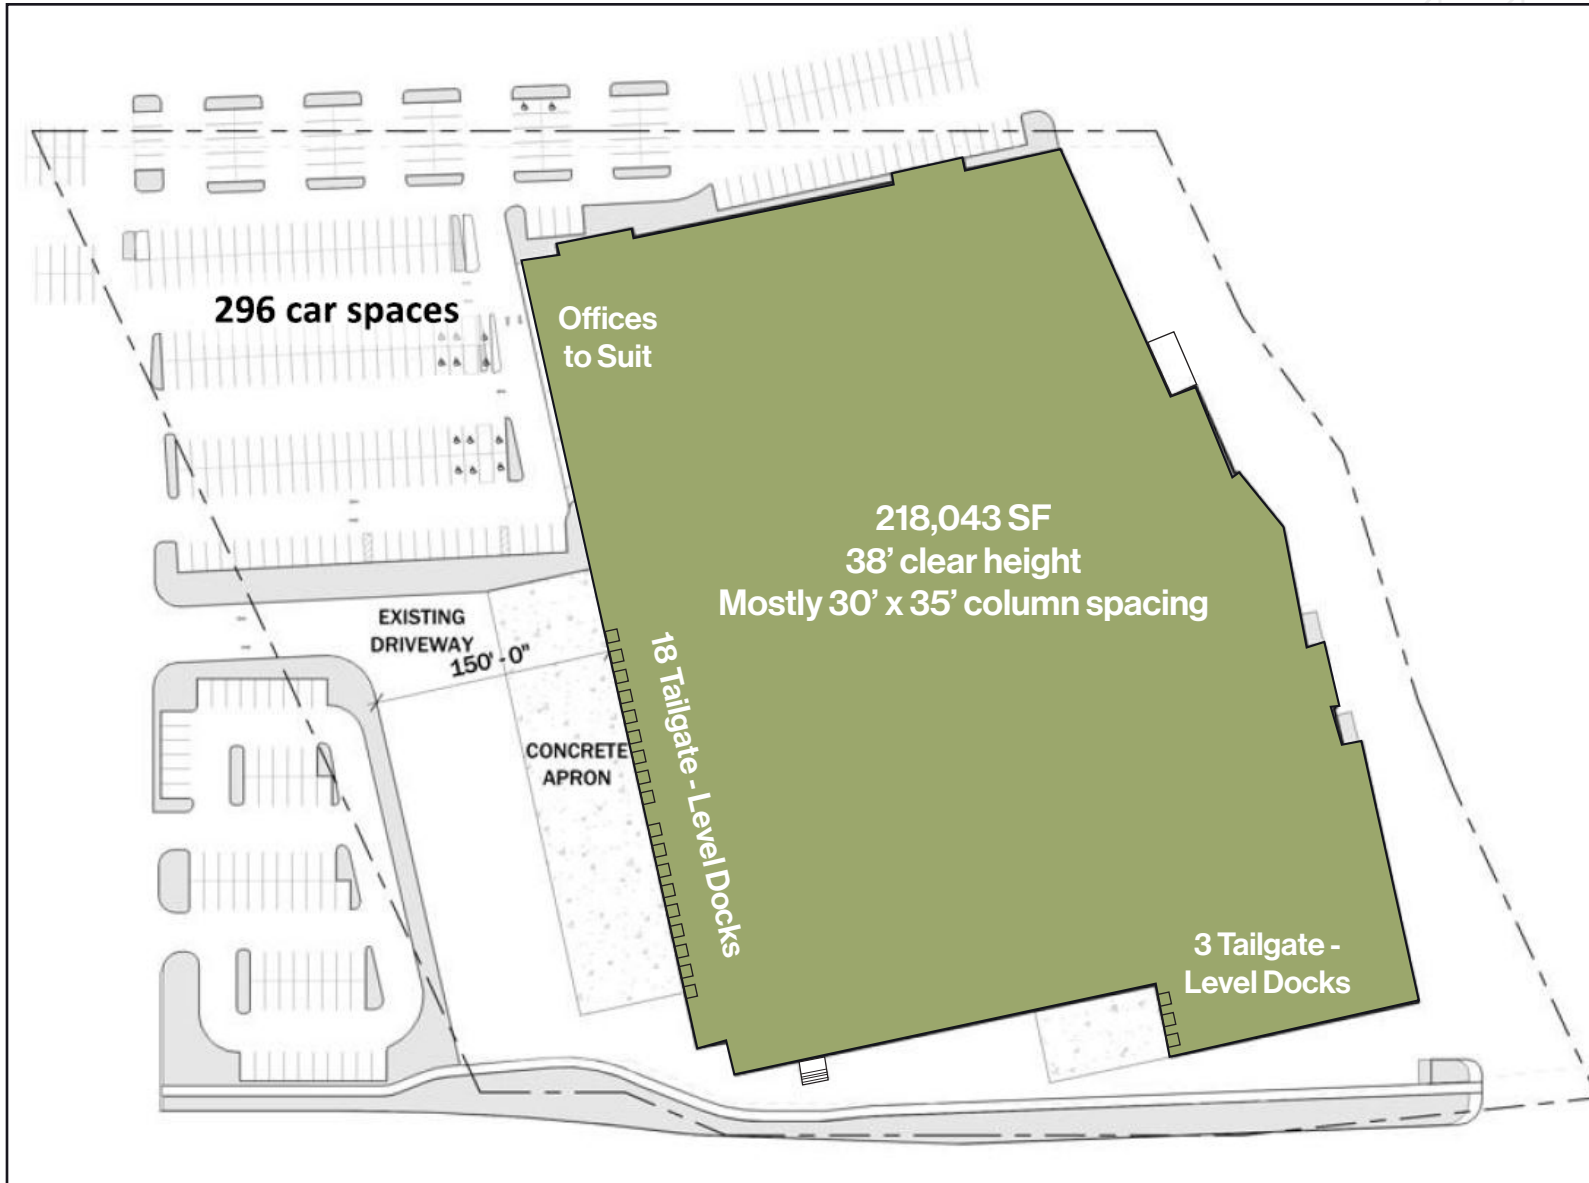 296 car spaces
Offices
to Suit
218,043 SF
38’ clear height
Mostly 30’ x 35’ column spacing
EXISTING
DRIVEWAY
150' - 0"
18 Tailgate - Level Docks
CONCRETE
APRON
3 Tailgate -
Level Docks